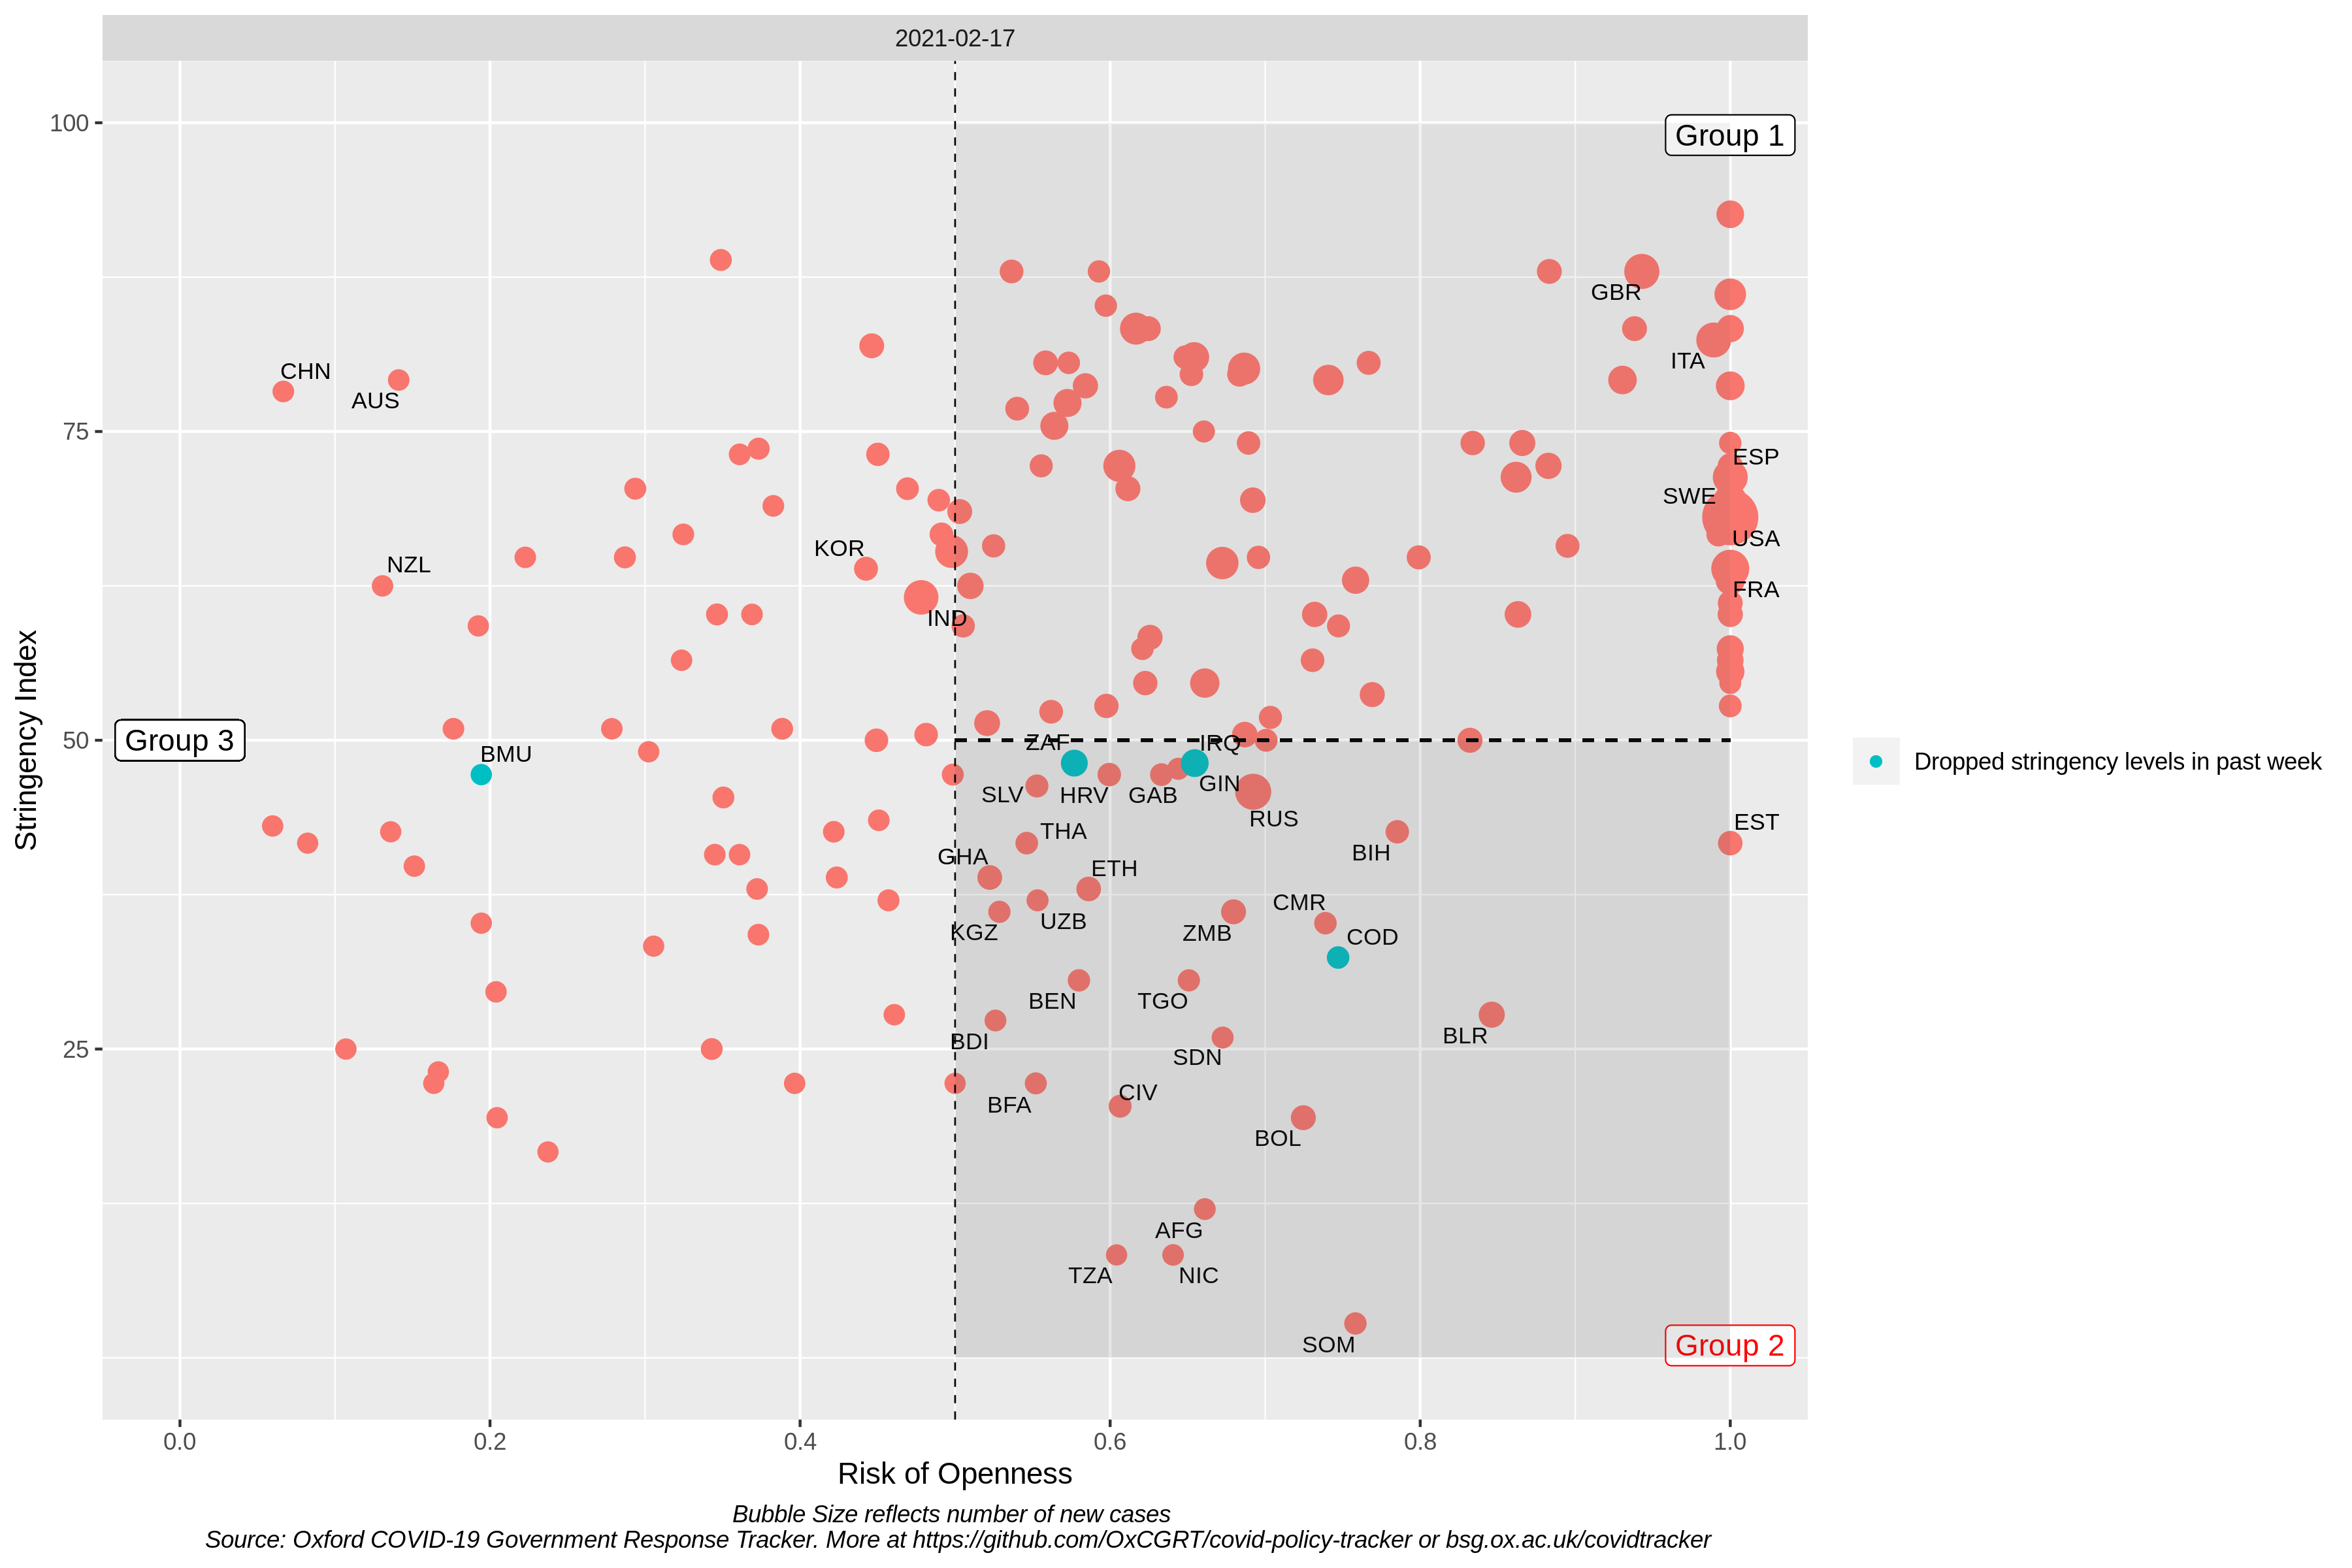 2021-02-17
100
Group 1
GBR
ITA
CHN
AUS
75
ESP
SWE
USA
KOR
NZL
FRA
IND
Stringency Index
50
Group 3
ZAF
IRQ
BMU
Dropped stringency levels in past week
GIN
SLV
HRV
GAB
RUS
EST
THA
GHA
BIH
ETH
CMR
UZB
KGZ
ZMB
COD
BEN
TGO
BLR
BDI
25
SDN
CIV
BFA
BOL
AFG
TZA
NIC
SOM
Group 2
0.0
0.2
0.4
0.6
0.8
1.0
Risk of Openness
Bubble Size reflects number of new cases
Source: Oxford COVID-19 Government Response Tracker. More at https://github.com/OxCGRT/covid-policy-tracker or bsg.ox.ac.uk/covidtracker